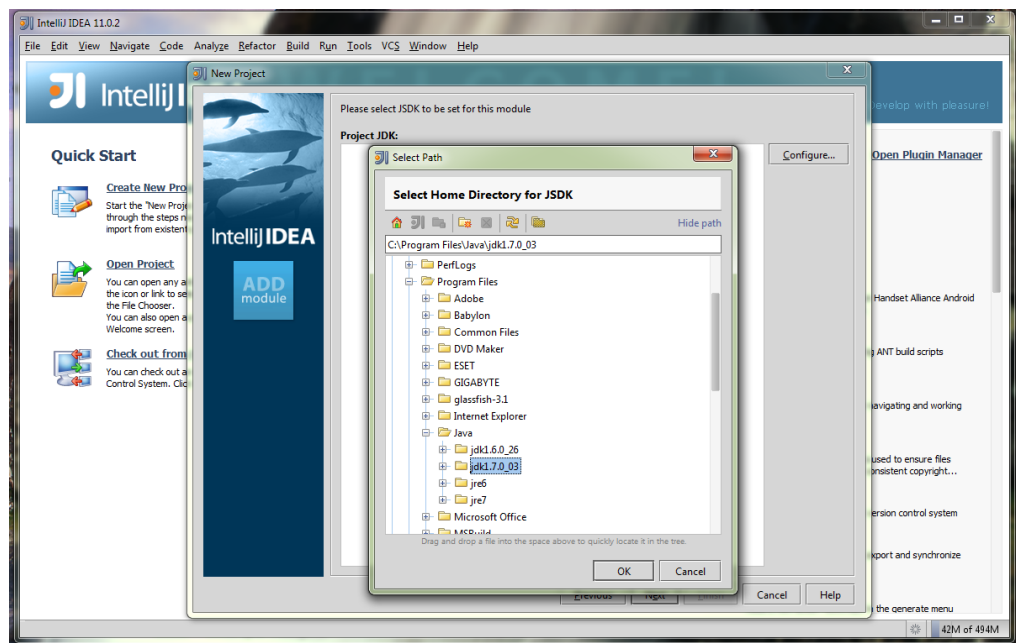 IntelliJ IDEA 11.0.2
File Edit View Navigate Code Analyze Refactor Build Run Tools VCS Window Help
New Project
X
IntelliJ I
Develop with pleasure!
Please select JSDK to be set for this module
Project JDK:
Configure...
Quick Start
Open Plugin Manager
Create New Pro
Start the "New Proje
through the steps n
import from existent
Open Project
You can open any a
the icon or link to se
the File Chooser.
You can also open a
Welcome screen.
Check out from
You can check out a
Control System. Clic
IntelliJ IDEA
ADD
module
Select Path
Select Home Directory for JSDK
Hide path
C:\Program Files\Java\jdk1.7.0_03
PerfLogs
Program Files
Adobe
Babylon
Common Files
DVD Maker
ESET
GIGABYTE
glassfish-3.1
Internet Explorer
Java
jdk1.6.0_26
jdk1.7.0_03
jre6
jre7
Microsoft Office
MSBuild
Drag and drop a file into the space above to quickly locate it in the tree.
OK Cancel
Handset Alliance Android
ANT build scripts
navigating and working
used to ensure files
onsistent copyright...
ersion control system
xport and synchronize
the generate menu
Previous Next Cancel Help
42M of 494M